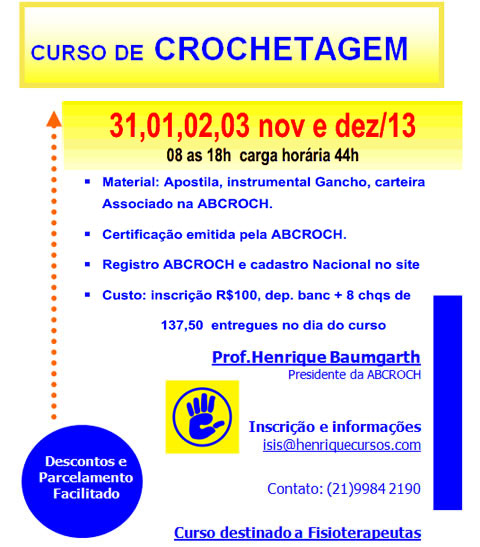 CURSO DE CROCHETAGEM
31,01,02,03 nov e dez/13
08 as 18h carga horária 44h
Material: Apostila, instrumental Gancho, carteira
Associado na ABCROCH.
Certificação emitida pela ABCROCH.
Registro ABCROCH e cadastro Nacional no site
Custo: inscrição R$100, dep. banc + 8 chqs de
137,50 entregues no dia do curso
Prof.Henrique Baumgarth
Presidente da ABCROCH
Inscrição e informações
isis@henriquecursos.com
Descontos e
Parcelamento
Facilitado
Contato: (21)9984 2190
Curso destinado a Fisioterapeutas